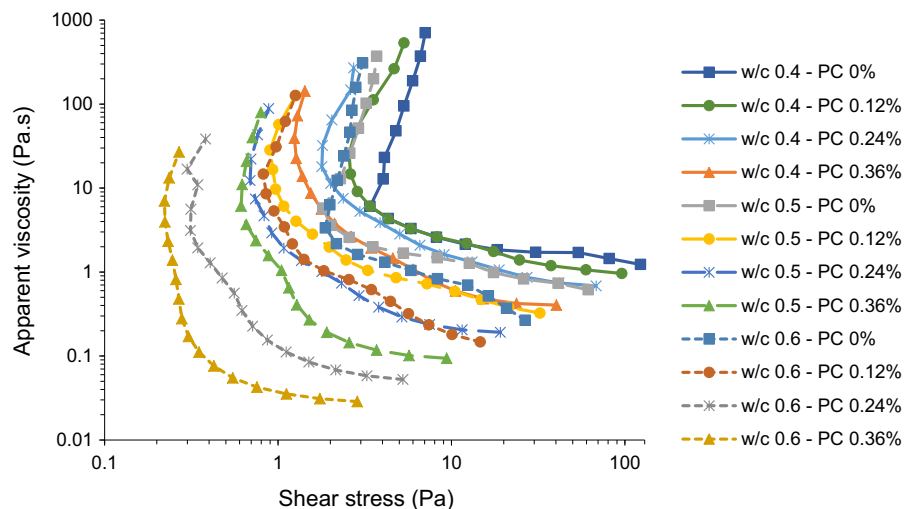 1000
100
10
1
0.1
0.01
Apparent viscosity (Pa.s)
0.1 1 10 100
Shear stress (Pa)
w/c 0.4 - PC 0%
w/c 0.4 - PC 0.12%
w/c 0.4 - PC 0.24%
w/c 0.4 - PC 0.36%
w/c 0.5 - PC 0%
w/c 0.5 - PC 0.12%
w/c 0.5 - PC 0.24%
w/c 0.5 - PC 0.36%
w/c 0.6 - PC 0%
w/c 0.6 - PC 0.12%
w/c 0.6 - PC 0.24%
w/c 0.6 - PC 0.36%